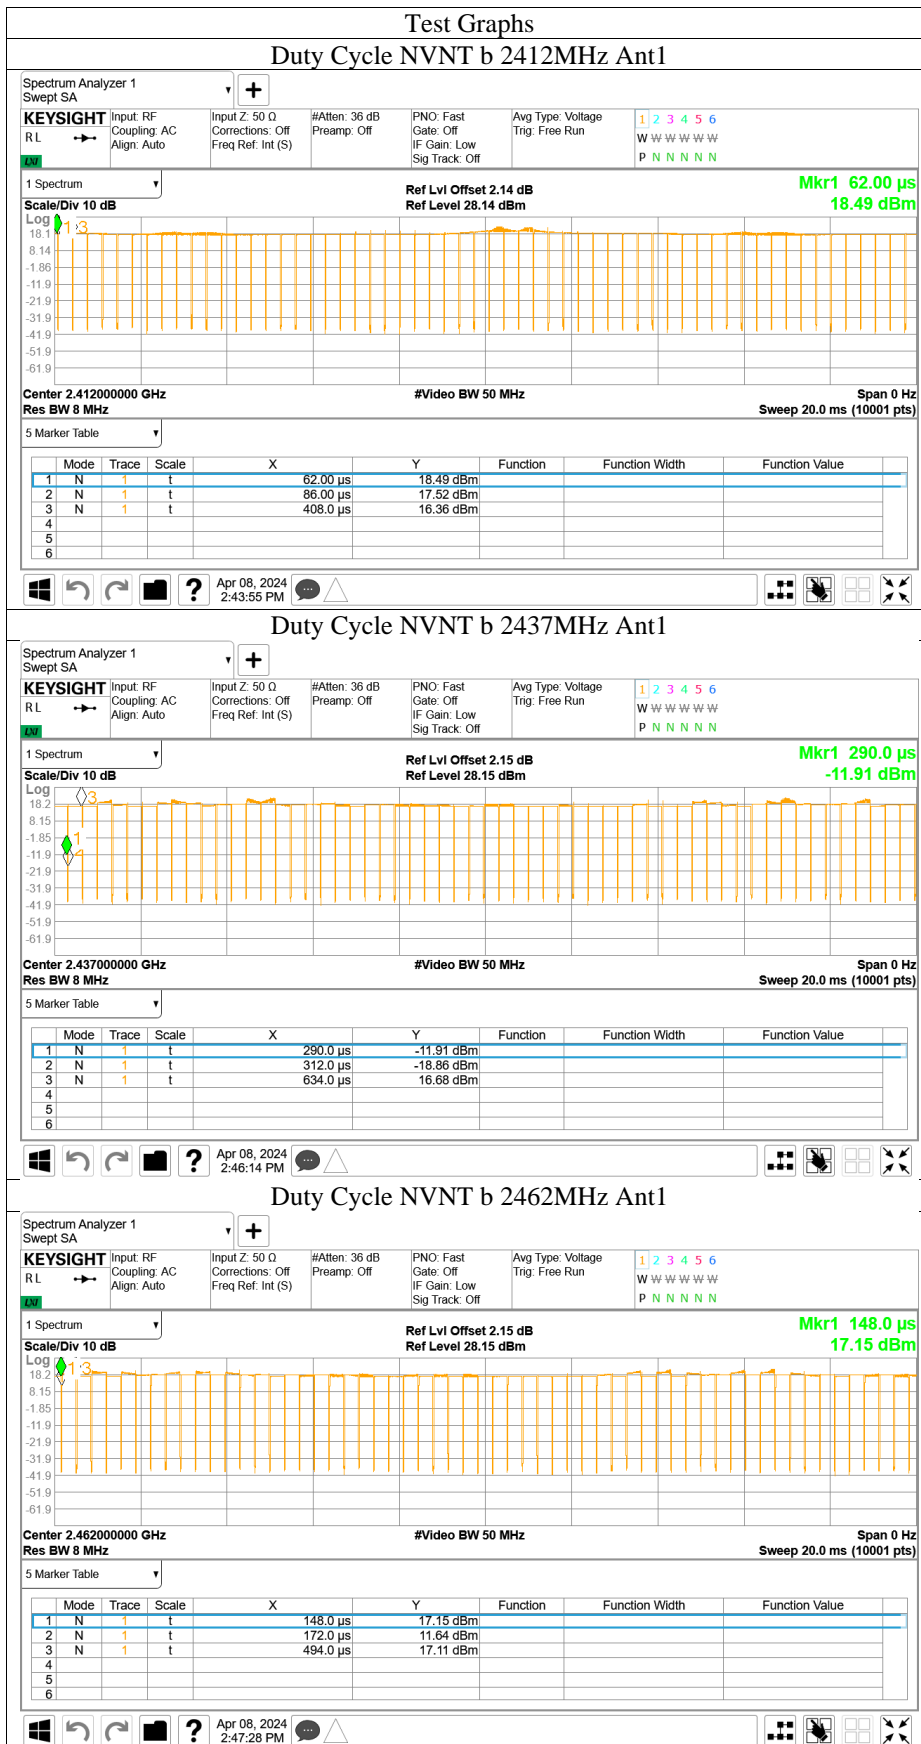 Test Graphs
Duty Cycle NVNT b 2412MHz Ant1
Spectrum Analyzer 1
Swept SA
KEYSIGHT Input: RF Input Z: 50 Ω #Atten: 36 dB PNO: Fast Avg Type: Voltage 1 2 3 4 5 6
R L Coupling: AC Corrections: Off Preamp: Off Gate: Off Trig: Free Run W W W W W W
Align: Auto Freq Ref: Int (S) IF Gain: Low
LXI Sig Track: Off P N N N N N
1 Spectrum Ref Lvl Offset 2.14 dB Mkr1 62.00 µs
Scale/Div 10 dB Ref Level 28.14 dBm 18.49 dBm
Log
1 3
18.1
8.14
-1.86
-11.9
-21.9
-31.9
-41.9
-51.9
-61.9
Center 2.412000000 GHz #Video BW 50 MHz Span 0 Hz
Res BW 8 MHz Sweep 20.0 ms (10001 pts)
5 Marker Table
Mode Trace Scale X Y Function Function Width Function Value
1 N 1 t 62.00 µs 18.49 dBm
2 N 1 t 86.00 µs 17.52 dBm
3 N 1 t 408.0 µs 16.36 dBm
4
5
6
? Apr 08, 2024
2:43:55 PM
Duty Cycle NVNT b 2437MHz Ant1
Spectrum Analyzer 1
Swept SA
KEYSIGHT Input: RF Input Z: 50 Ω #Atten: 36 dB PNO: Fast Avg Type: Voltage 1 2 3 4 5 6
R L Coupling: AC Corrections: Off Preamp: Off Gate: Off Trig: Free Run W W W W W W
Align: Auto Freq Ref: Int (S) IF Gain: Low
LXI Sig Track: Off P N N N N N
1 Spectrum Ref Lvl Offset 2.15 dB Mkr1 290.0 µs
Scale/Div 10 dB Ref Level 28.15 dBm -11.91 dBm
Log
3
18.2
8.15
-1.85
1
-11.9
-21.9
-31.9
-41.9
-51.9
-61.9
Center 2.437000000 GHz #Video BW 50 MHz Span 0 Hz
Res BW 8 MHz Sweep 20.0 ms (10001 pts)
5 Marker Table
Mode Trace Scale X Y Function Function Width Function Value
1 N 1 t 290.0 µs -11.91 dBm
2 N 1 t 312.0 µs -18.86 dBm
3 N 1 t 634.0 µs 16.68 dBm
4
5
6
? Apr 08, 2024
2:46:14 PM
Duty Cycle NVNT b 2462MHz Ant1
Spectrum Analyzer 1
Swept SA
KEYSIGHT Input: RF Input Z: 50 Ω #Atten: 36 dB PNO: Fast Avg Type: Voltage 1 2 3 4 5 6
R L Coupling: AC Corrections: Off Preamp: Off Gate: Off Trig: Free Run W W W W W W
Align: Auto Freq Ref: Int (S) IF Gain: Low
LXI Sig Track: Off P N N N N N
1 Spectrum Ref Lvl Offset 2.15 dB Mkr1 148.0 µs
Scale/Div 10 dB Ref Level 28.15 dBm 17.15 dBm
Log
1 3
18.2
8.15
-1.85
-11.9
-21.9
-31.9
-41.9
-51.9
-61.9
Center 2.462000000 GHz #Video BW 50 MHz Span 0 Hz
Res BW 8 MHz Sweep 20.0 ms (10001 pts)
5 Marker Table
Mode Trace Scale X Y Function Function Width Function Value
1 N 1 t 148.0 µs 17.15 dBm
2 N 1 t 172.0 µs 11.64 dBm
3 N 1 t 494.0 µs 17.11 dBm
4
5
6
? Apr 08, 2024
2:47:28 PM